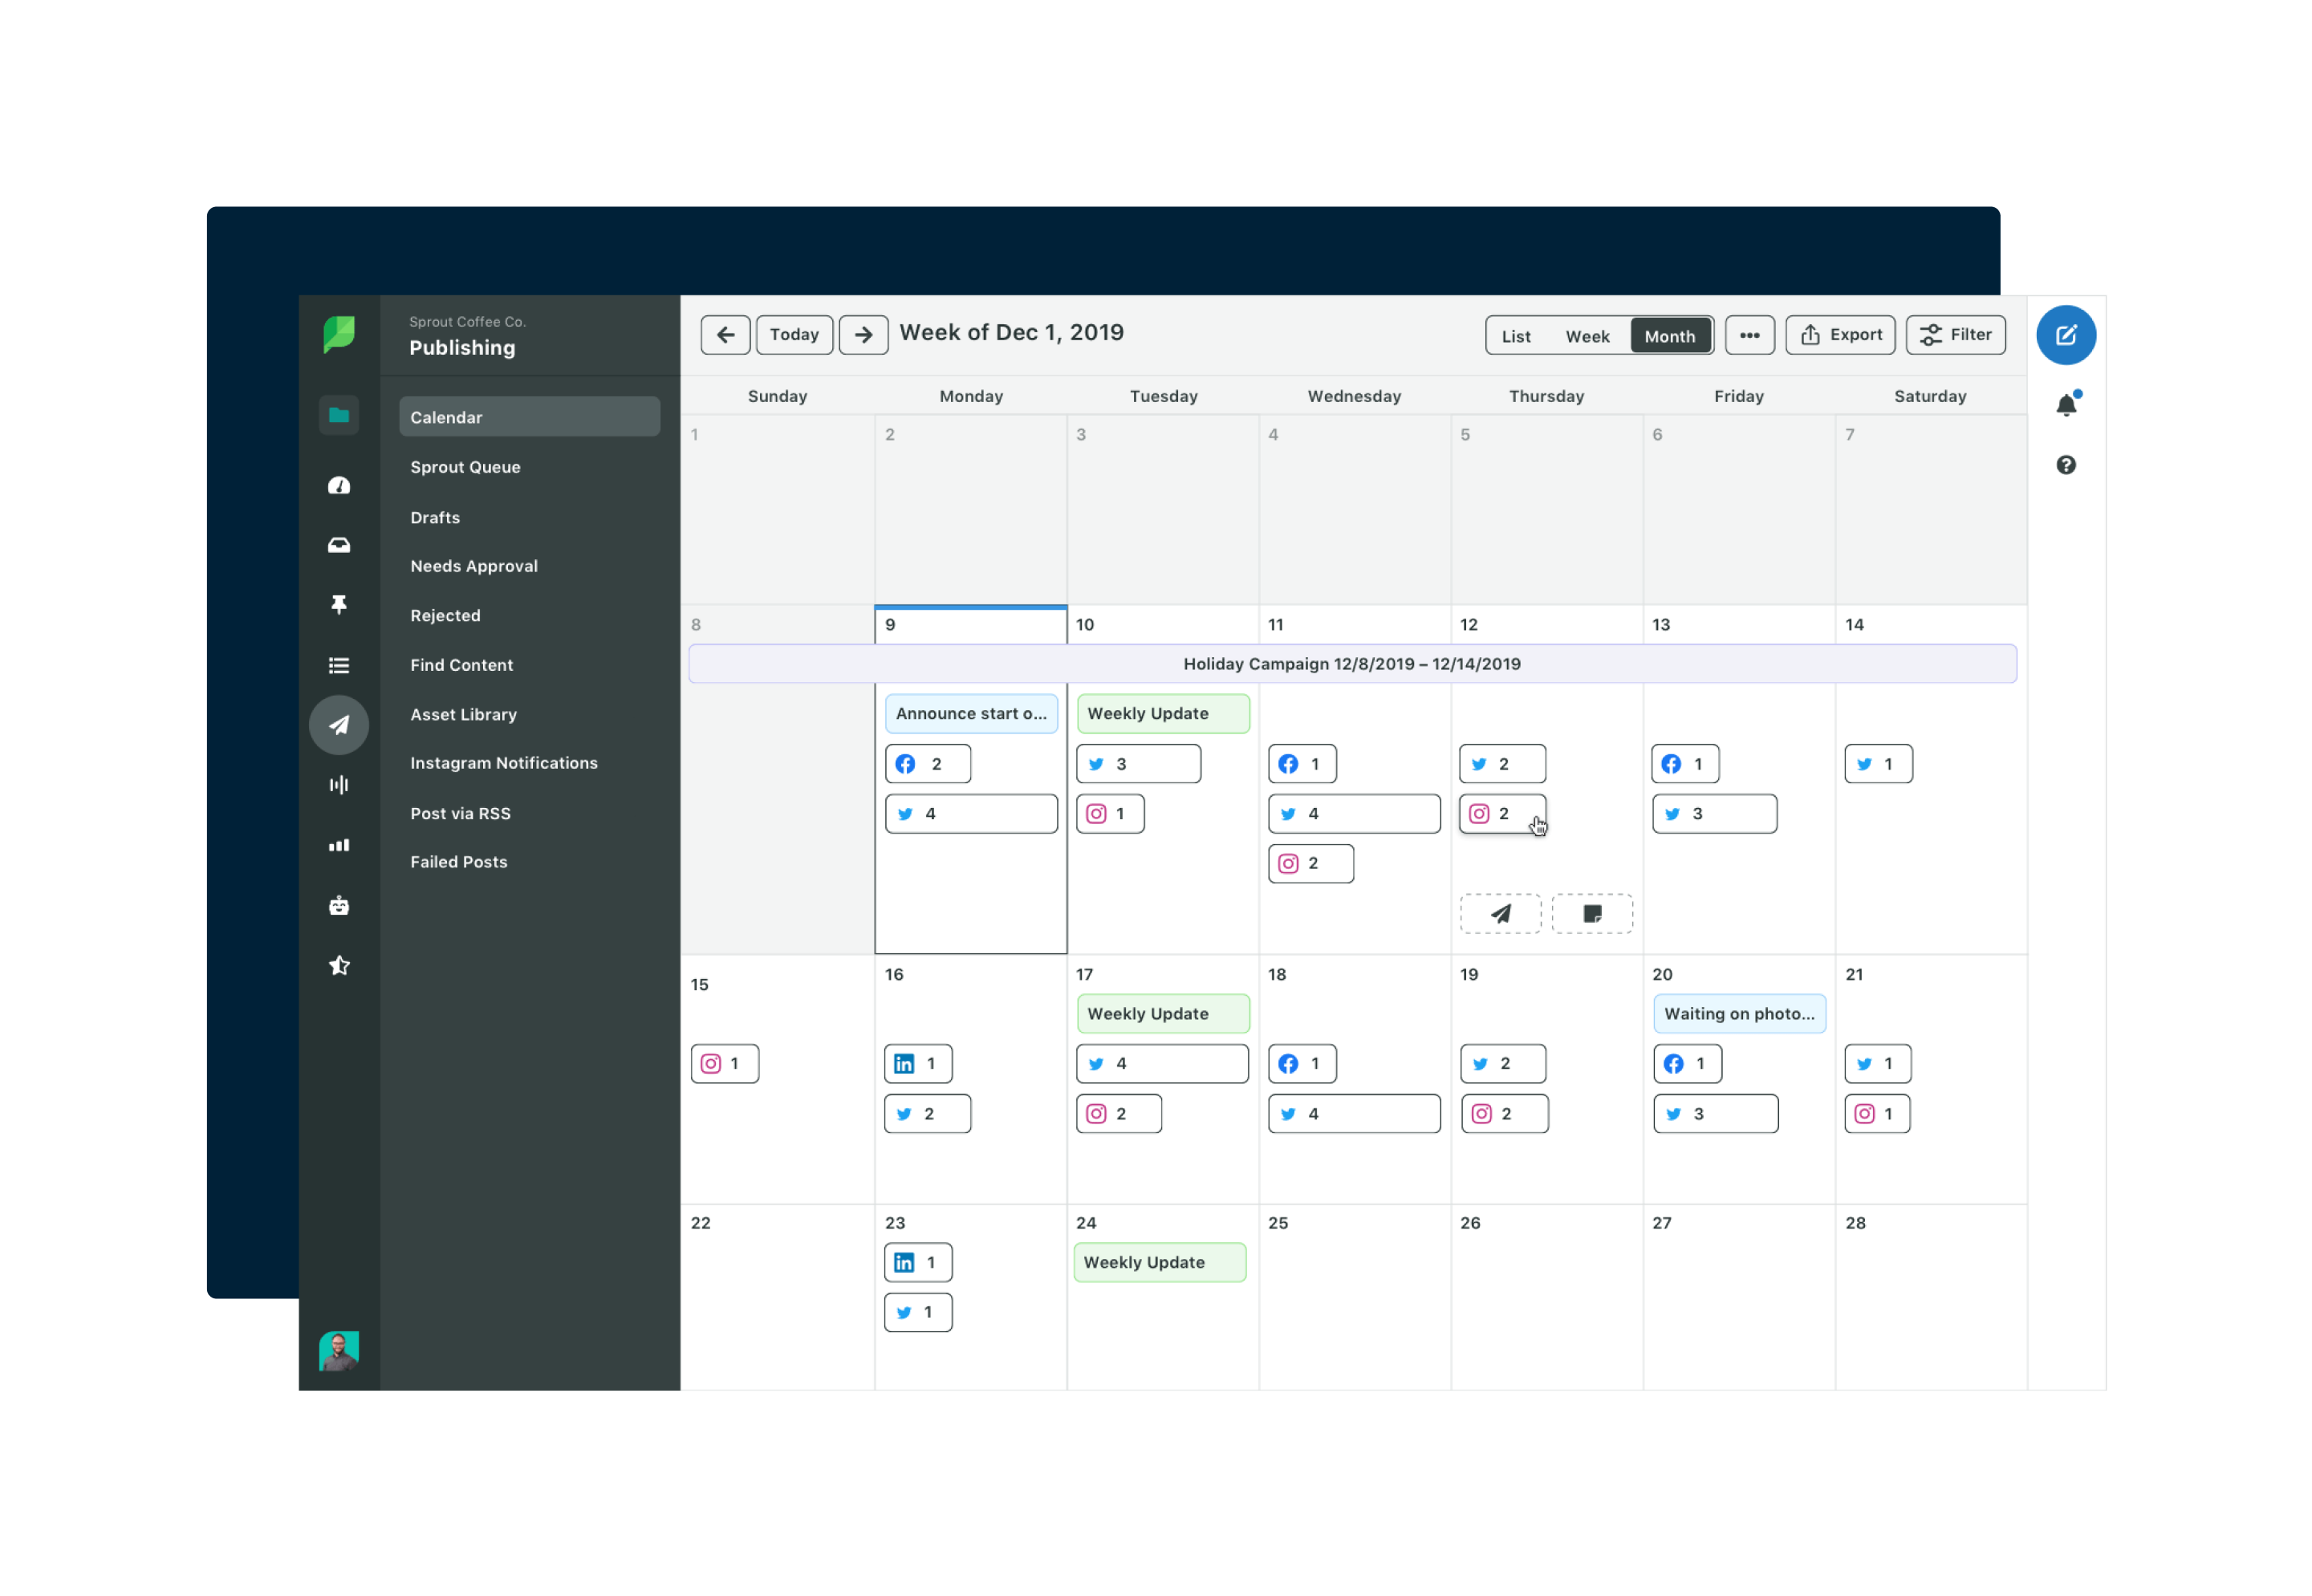 Sprout Coffee Co.
Publishing
Calendar
Sprout Queue
Drafts
Needs Approval
Rejected
Find Content
Asset Library
Instagram Notifications
Post via RSS
Failed Posts
Today
Week of Dec 1, 2019
List Week Month
Export
Filter
Sunday Monday Tuesday Wednesday Thursday Friday Saturday
1 2 3 4 5 6 7
8 9 10 11 12 13 14
Holiday Campaign 12/8/2019 – 12/14/2019
Announce start o... Weekly Update
2 3 1 2 1 1
4 1 4 2 3
2
15 16 17 18 19 20 21
Weekly Update Waiting on photo...
1 1 4 1 2 1 1
2 2 4 2 3 1
22 23 24 25 26 27 28
1 Weekly Update
1